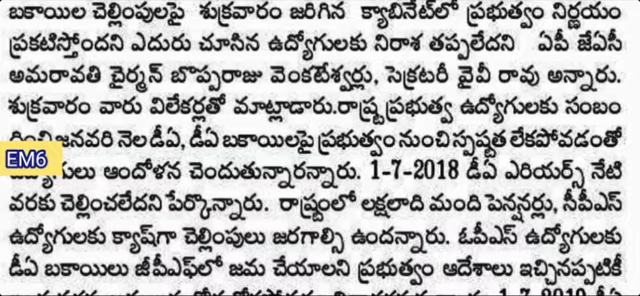 బకాయిల చెల్లింపులపై శుక్రవారం జరిగిన క్యాబినేట్‌లో ప్రభుత్వం నిర్ణయం
ప్రకటిస్తోందని ఎదురు చూసిన ఉద్యోగులకు నిరాశ తప్పలేదని ఏపీ జేఏసీ
అమరావతి చైర్మన్ బొప్పరాజు వెంకటేశ్వర్లు, సెక్రటరీ వైవీ రావు అన్నారు.
శుక్రవారం వారు విలేకర్లతో మాట్లాడారు.రాష్ట్ర ప్రభుత్వ ఉద్యోగులకు సంబం
జనవరి నెల డీఏ, డీఏ బకాయిలపై ప్రభుత్వం నుంచి స్పష్టత లేకపోవడంతో
EM6
ఆందోళన చెందుతున్నారన్నారు. 1-7-2018 డీఏ ఎరియర్స్ నేటి
వరకు చెల్లించలేదని పేర్కొన్నారు. రాష్ట్రంలో లక్షలాది మంది పెన్షనర్లు, సీపీఎస్
ఉద్యోగులకు క్యాష్‌గా చెల్లింపులు జరగాల్సి ఉందన్నారు. ఓపీఎస్ ఉద్యోగులకు
డీఏ బకాయిలు జీపీఎఫ్‌లో జమ చేయాలని ప్రభుత్వం ఆదేశాలు ఇచ్చినప్పటికీ